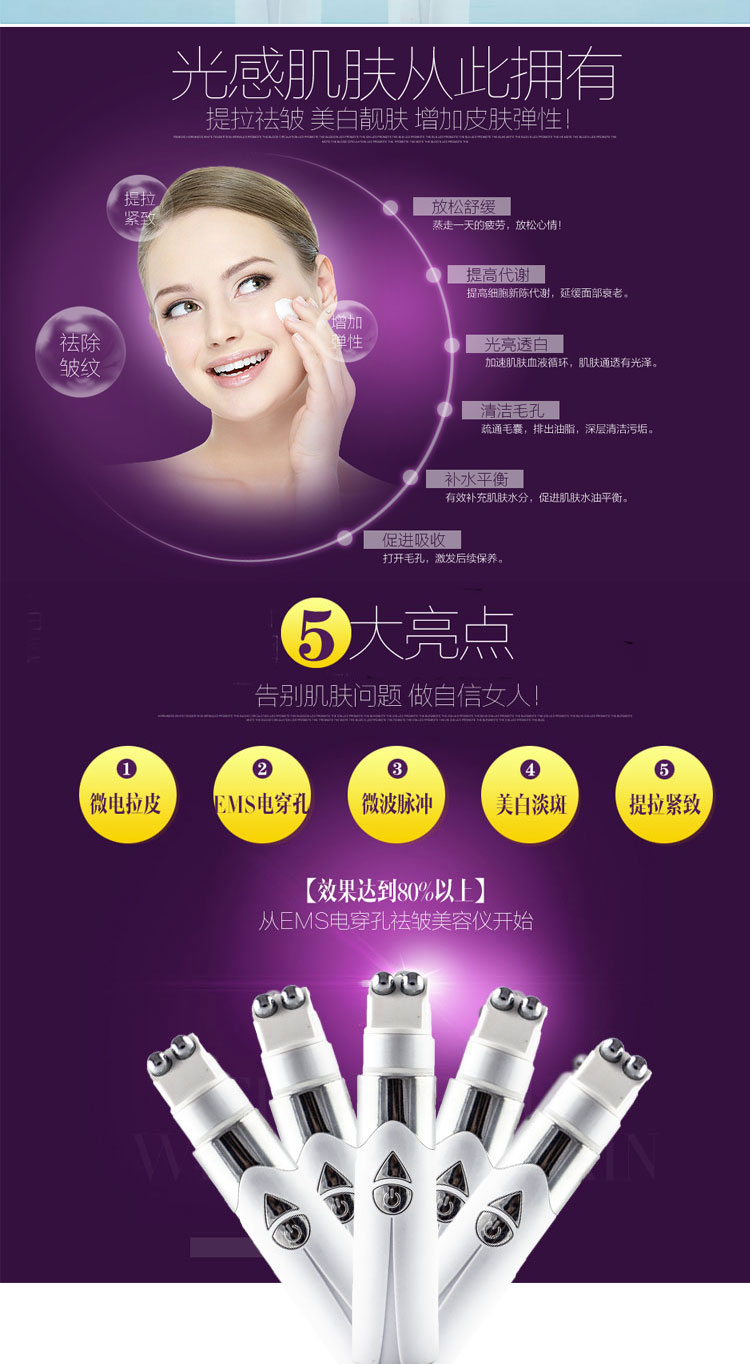 光感肌肤从此拥有
提拉祛皱 美白靓肤 增加皮肤弹性！
提拉
紧致
祛除
皱纹
增加
弹性
放松舒缓
蒸走一天的疲劳，放松心情！
提高代谢
提高细胞新陈代谢，延缓面部衰老。
光亮透白
加速肌肤血液循环，肌肤通透有光泽。
清洁毛孔
疏通毛囊，排出油脂，深层清洁污垢。
补水平衡
有效补充肌肤水分，促进肌肤水油平衡。
促进吸收
打开毛孔，激发后续保养。
5大亮点
告别肌肤问题 做自信女人！
1
微电拉皮
2
EMS电穿孔
3
微波脉冲
4
美白淡斑
5
提拉紧致
【效果达到80%以上】
从EMS电穿孔祛皱美容仪开始